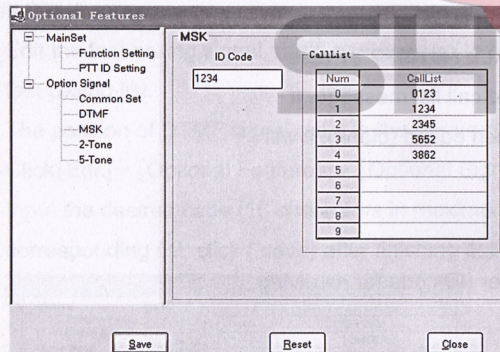 Optional Features
MainSet
Function Setting
PTT ID Setting
Option Signal
Common Set
DTMF
MSK
2-Tone
5-Tone
MSK
ID Code
1234
CallList
Num CallList
0 0123
1 1234
2 2345
3 5652
4 3862
5
6
7
8
9
Save Reset Close